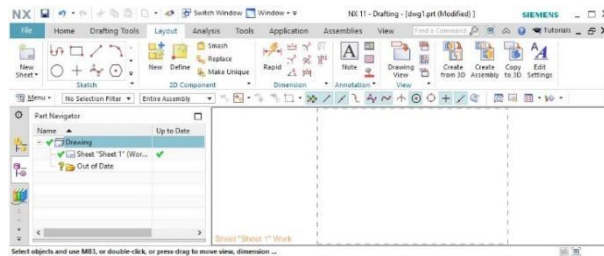 NX Switch Window Window NX 11 - Drafting - [dwg1.prt (Modified) ] SIEMENS
File Home Drafting Tools Layout Analysis Tools Application Assemblies View Find a Command Tutorials
New Sheet
Sketch
New Define Smash Replace Make Unique
2D Component
Rapid
Dimension
Note
Annotation
Drawing View
View
Create from 3D Create Assembly Copy to 3D Edit Settings
Menu No Selection Filter Entire Assembly
Part Navigator
Name Up to Date
Drawing
Sheet "Sheet 1" (Wor...
Out of Date
Sheet "Sheet 1" Work
Select objects and use MB3, or double-click, or press-drag to move view, dimension ...